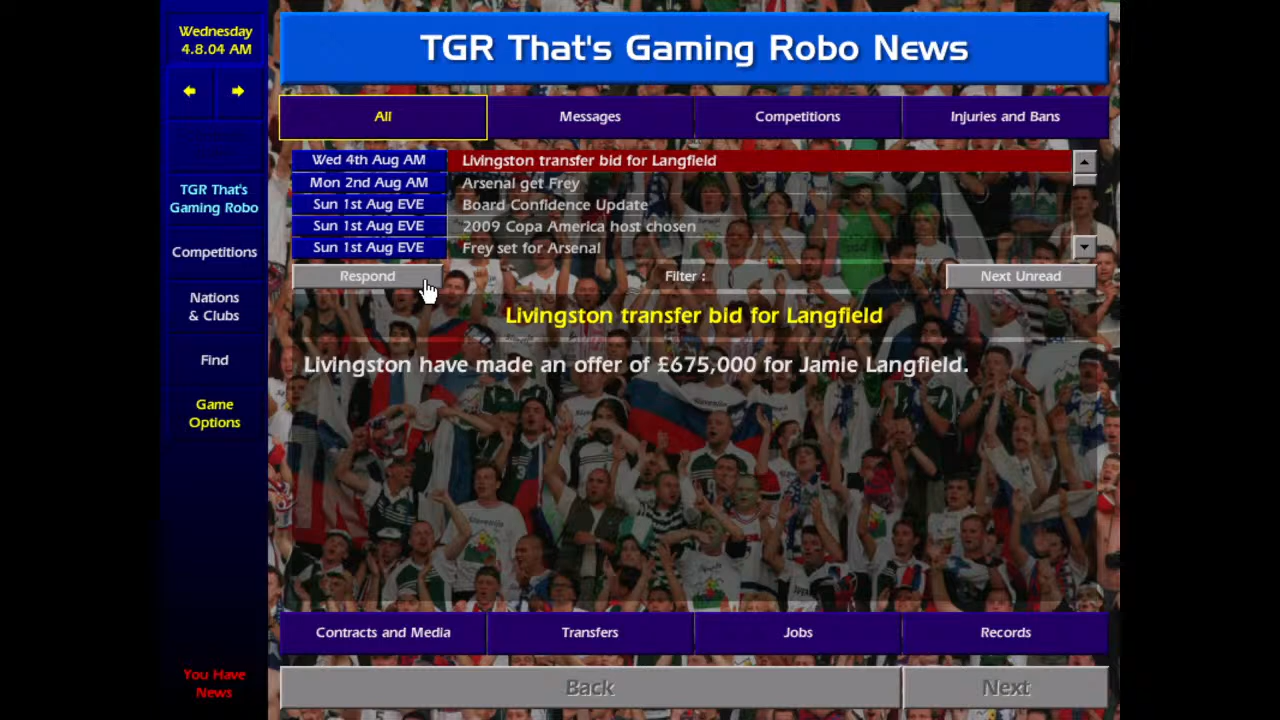 Wednesday
4.8.04 AM
TGR That's Gaming Robo News
All
Messages
Competitions
Injuries and Bans
Wed 4th Aug AM Livingston transfer bid for Langfield
Mon 2nd Aug AM Arsenal get Frey
Sun 1st Aug EVE Board Confidence Update
Sun 1st Aug EVE 2009 Copa America host chosen
Sun 1st Aug EVE Frey set for Arsenal
Respond
Filter :
Next Unread
TGR That's
Gaming Robo
Competitions
Nations
& Clubs
Find
Game
Options
You Have
News
Livingston transfer bid for Langfield
Livingston have made an offer of £675,000 for Jamie Langfield.
Contracts and Media
Transfers
Jobs
Records
Back
Next